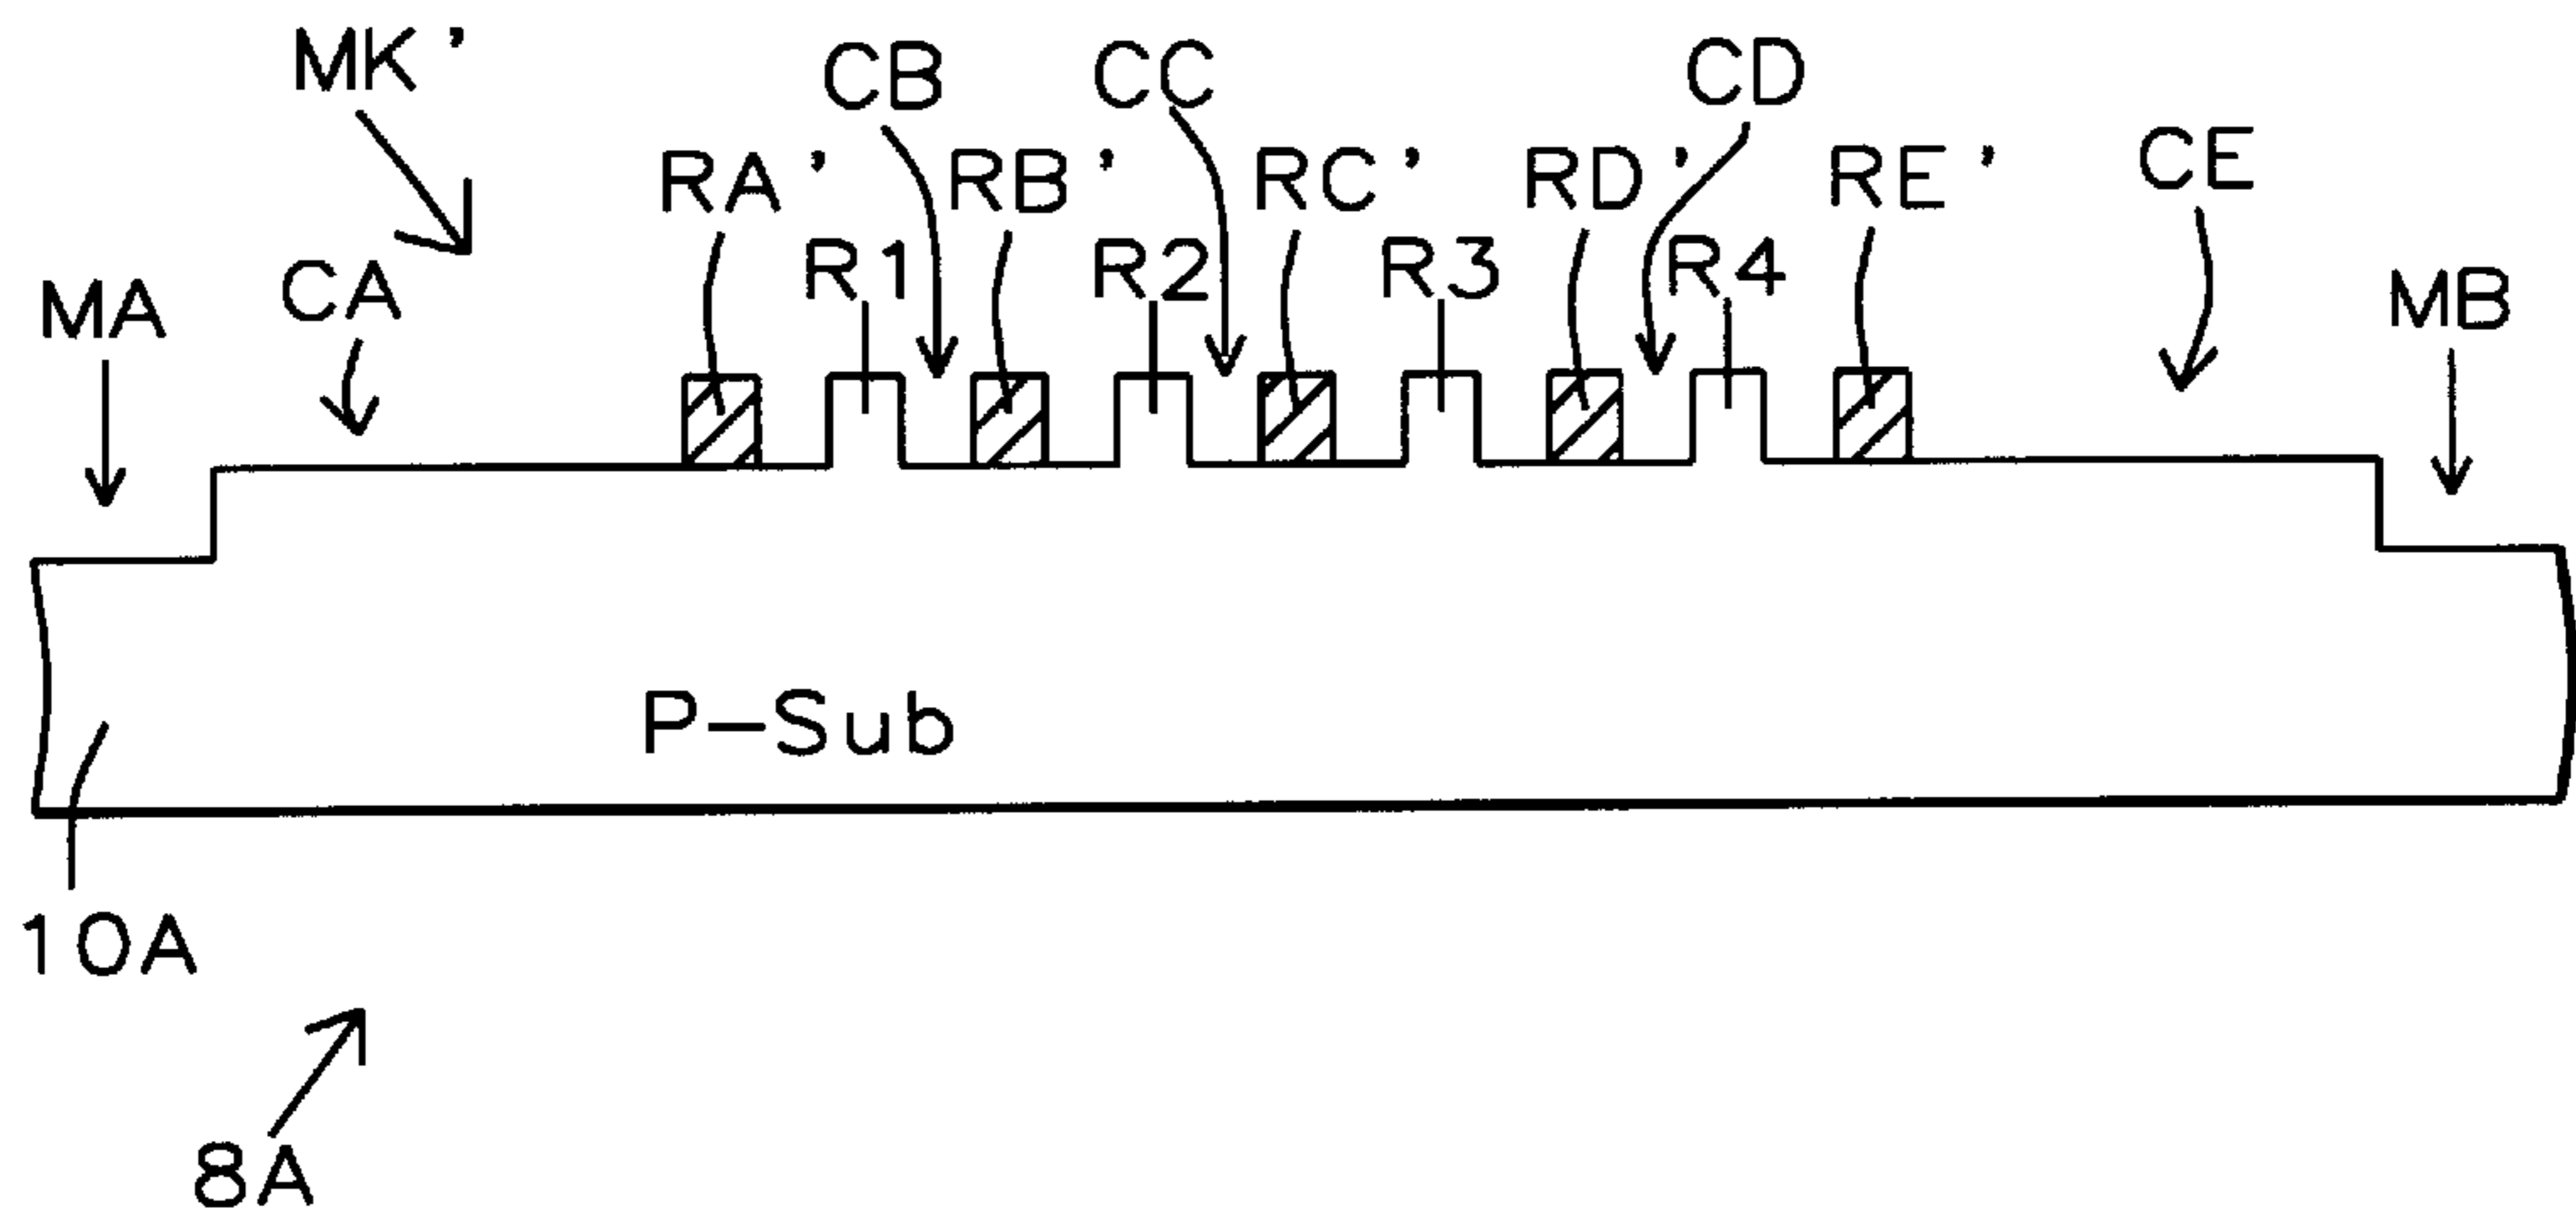 MK'
CB
CC
CD
RA'
RB'
RC'
RD'
RE'
CE
MA
CA
R1
R2
R3
R4
MB
P-Sub
10A
8A